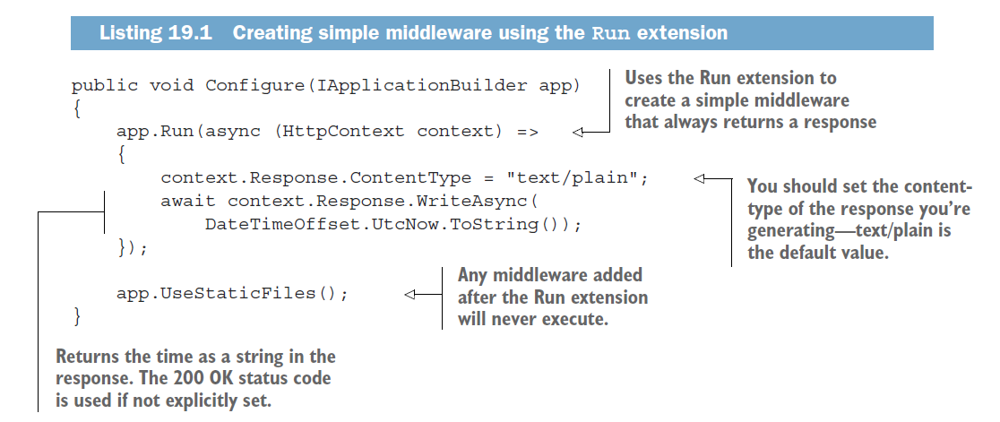 Listing 19.1 Creating simple middleware using the Run extension
public void Configure(IApplicationBuilder app)
{
app.Run(async (HttpContext context) =>
{
context.Response.ContentType = "text/plain";
await context.Response.WriteAsync(
DateTimeOffset.UtcNow.ToString());
});
app.UseStaticFiles();
}
Uses the Run extension to
create a simple middleware
that always returns a response
You should set the content-
type of the response you're
generating—text/plain is
the default value.
Any middleware added
after the Run extension
will never execute.
Returns the time as a string in the
response. The 200 OK status code
is used if not explicitly set.